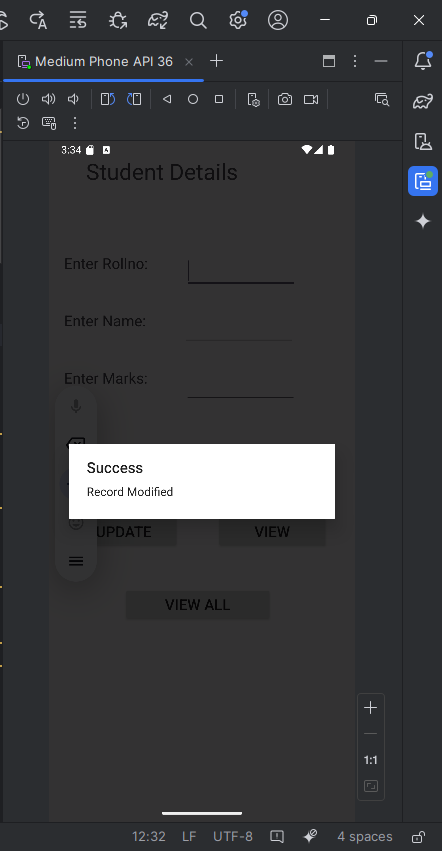 Medium Phone API 36
3:34
Student Details
Enter Rollno:
Enter Name:
Enter Marks:
Success
Record Modified
UPDATE
VIEW
VIEW ALL
1:1
12:32 LF UTF-8 4 spaces